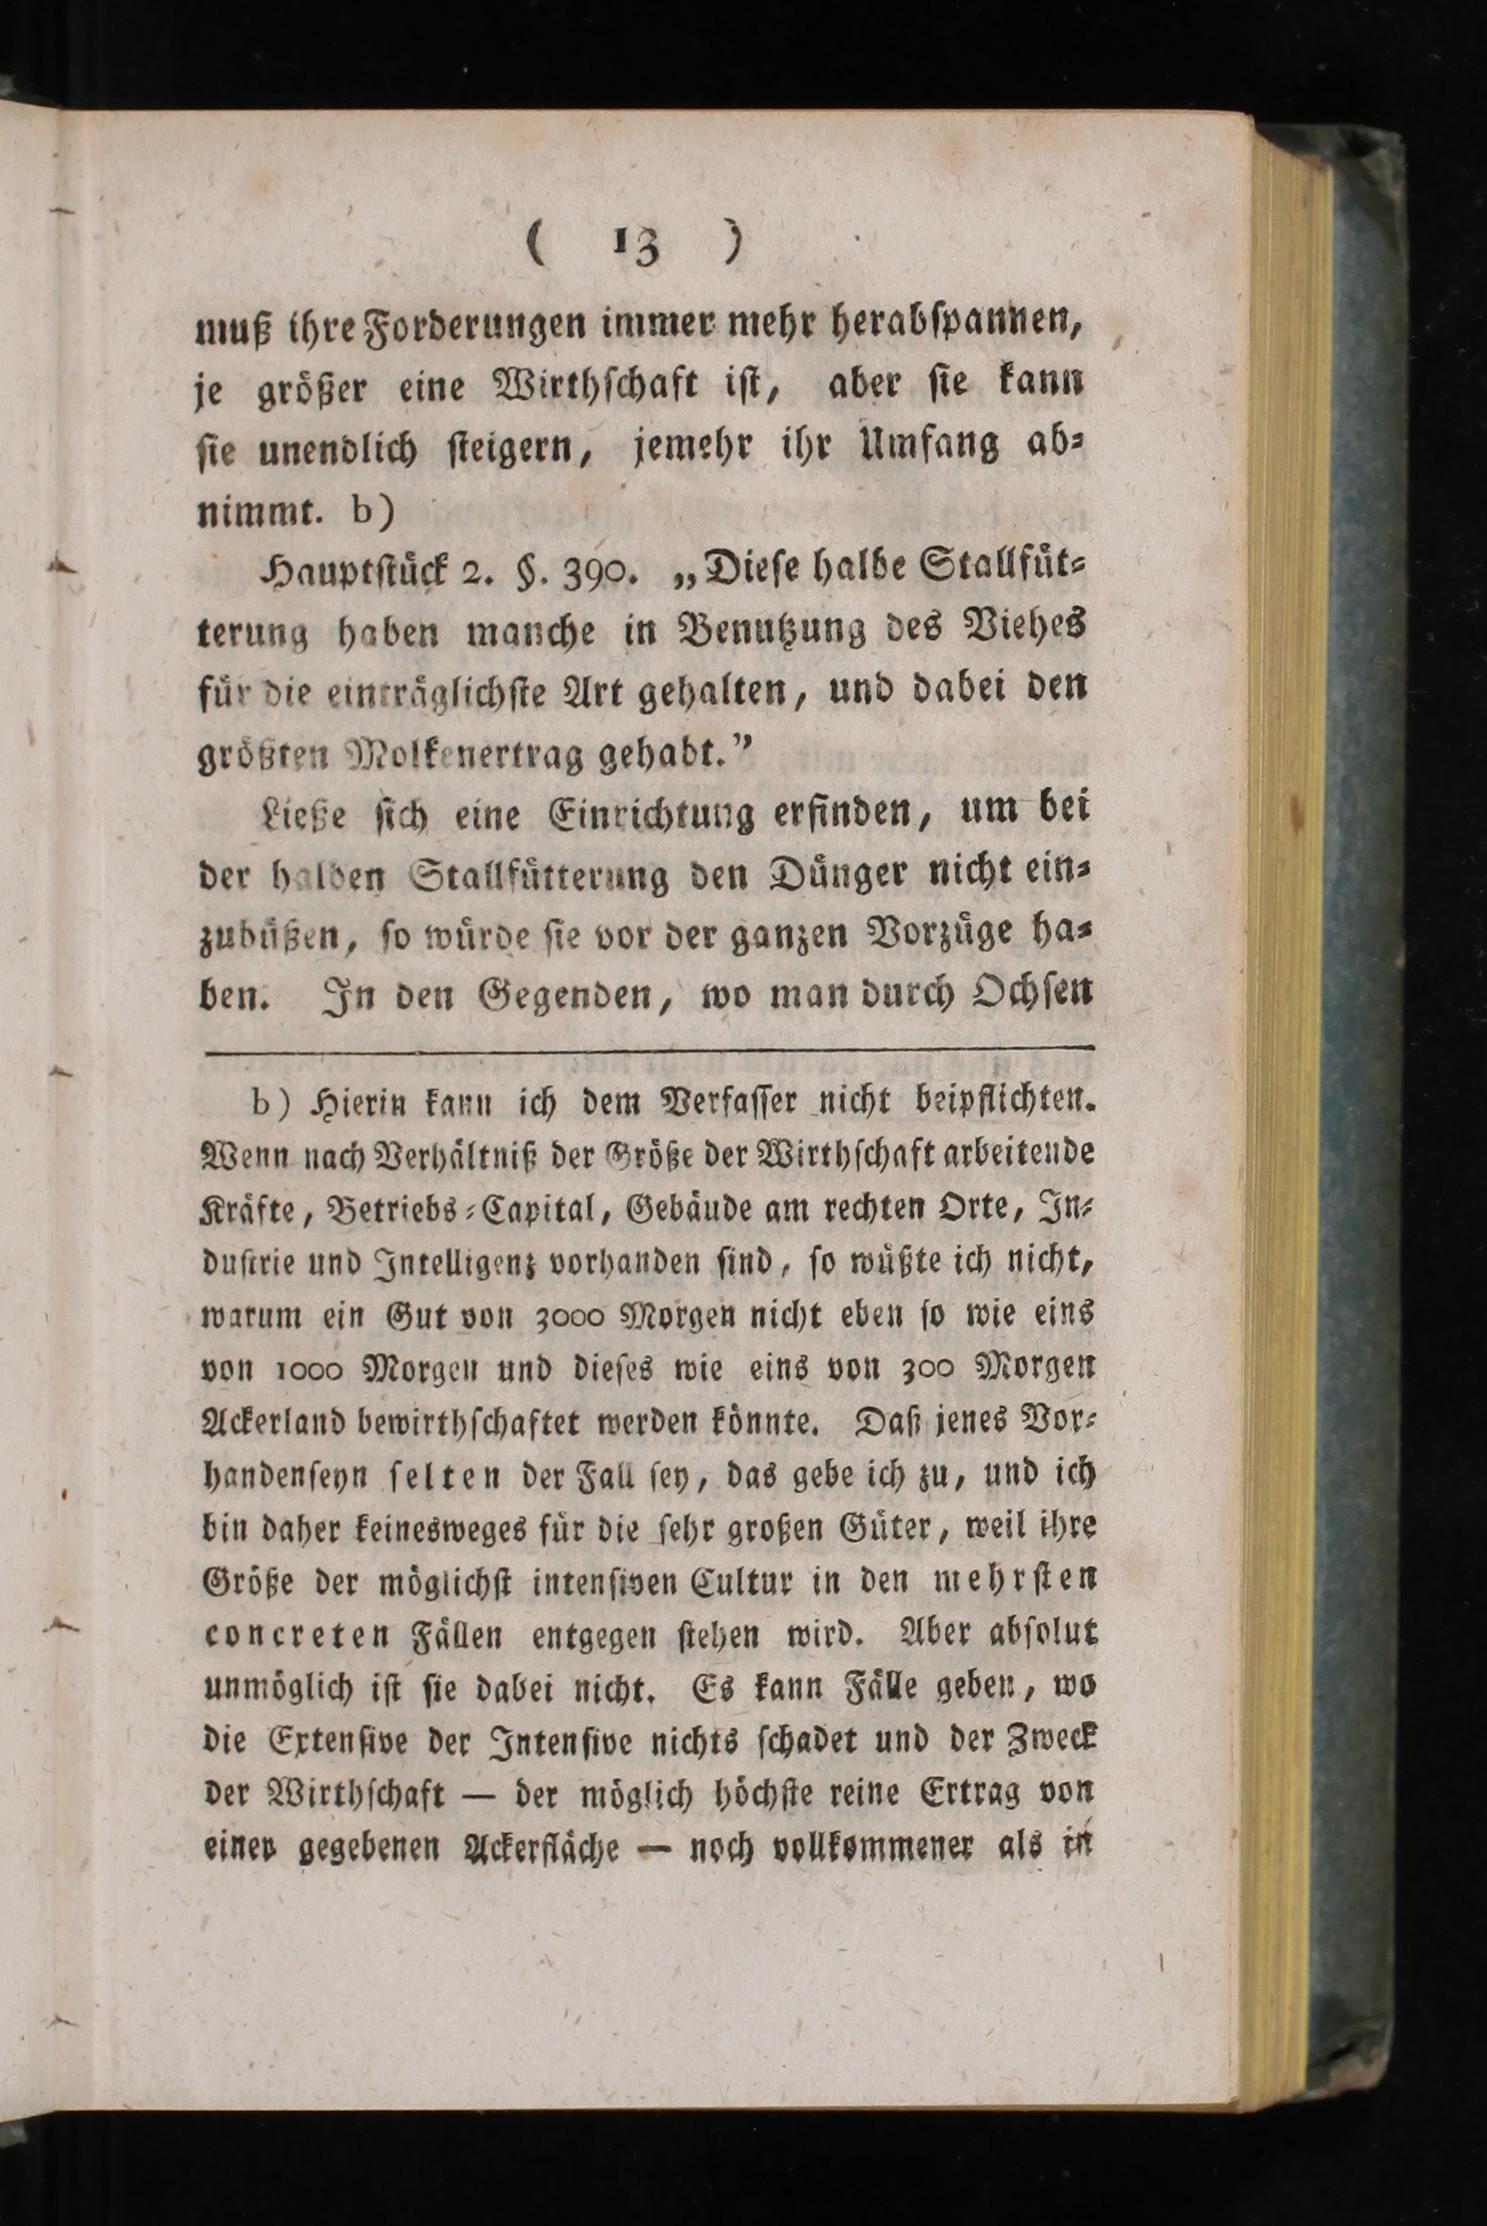 ( 13 )
muß ihre Forderungen immer mehr herabſpannen,
je größer eine Wirthſchaft iſt, aber ſie kann
ſie unendlich ſteigern, jemehr ihr Umfang ab⸗
nimmt. b)
Hauptſtück 2. §. 390. „Dieſe halbe Stallfüt⸗
terung haben manche in Benutzung des Viehes
für die einträglichſte Art gehalten, und dabei den
größten Molkenertrag gehabt.”
Ließe ſich eine Einrichtung erfinden, um bei
der halben Stallfütterung den Dünger nicht ein⸗
zubüßen, ſo würde ſie vor der ganzen Vorzüge ha⸗
ben. In den Gegenden, wo man durch Ochſen
b) Hierin kann ich dem Verfaſſer nicht beipflichten.
Wenn nach Verhältniß der Größe der Wirthſchaft arbeitende
Kräfte, Betriebs⸗Capital, Gebäude am rechten Orte, In⸗
duſtrie und Intelligenz vorhanden ſind, ſo wüßte ich nicht,
warum ein Gut von 3000 Morgen nicht eben ſo wie eins
von 1000 Morgen und dieſes wie eins von 300 Morgen
Ackerland bewirthſchaftet werden könnte. Daß jenes Vor⸗
handenſeyn ſelten der Fall ſey, das gebe ich zu, und ich
bin daher keinesweges für die ſehr großen Güter, weil ihre
Größe der möglichſt intenſiven Cultur in den mehrſten
concreten Fällen entgegen ſtehen wird. Aber abſolut
unmöglich iſt ſie dabei nicht. Es kann Fälle geben, wo
die Extenſive der Intenſive nichts ſchadet und der Zweck
der Wirthſchaft — der möglich höchſte reine Ertrag von
einer gegebenen Ackerfläche — noch vollkommener als in